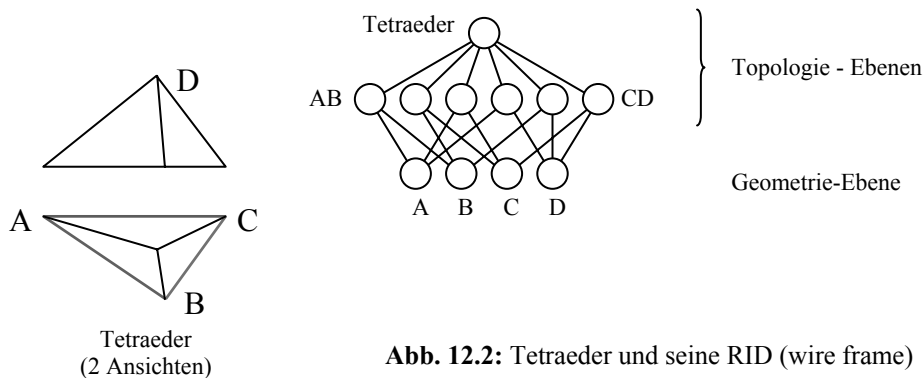 Tetraeder
D
AB
CD
Topologie - Ebenen
Geometrie-Ebene
A B C D
A
C
B
Tetraeder
(2 Ansichten)
Abb. 12.2: Tetraeder und seine RID (wire frame)